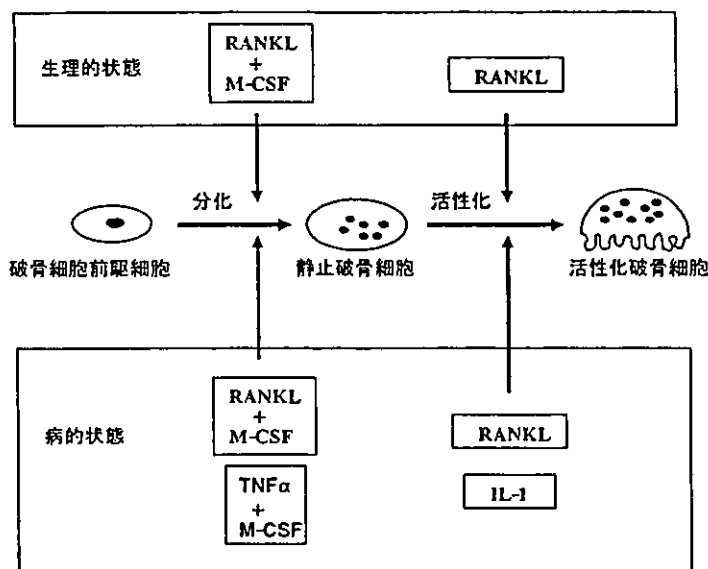 生理的状態
RANKL
+
M-CSF
RANKL
分化
活性化
破骨細胞前駆細胞
静止破骨細胞
活性化破骨細胞
病的状態
RANKL
+
M-CSF
RANKL
TNFα
+
M-CSF
IL-1